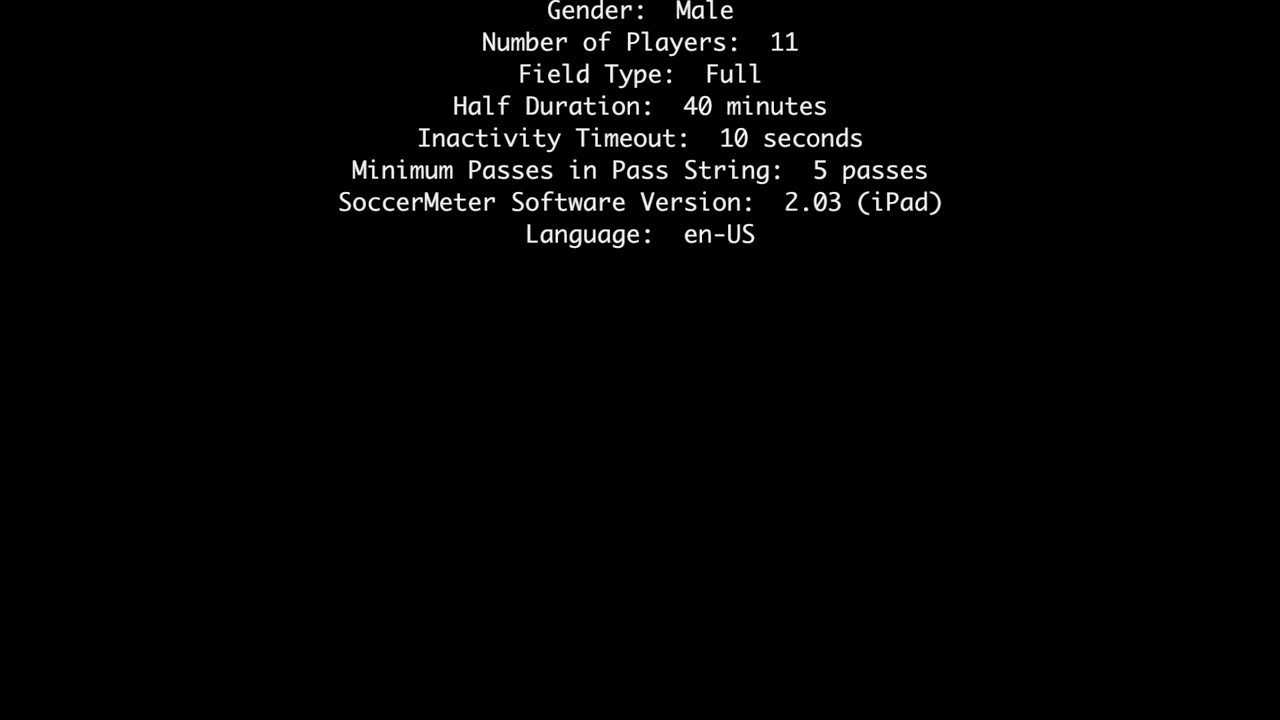 Gender:  Male
Number of Players:  11
Field Type:  Full
Half Duration:  40 minutes
Inactivity Timeout:  10 seconds
Minimum Passes in Pass String:  5 passes
SoccerMeter Software Version:  2.03 (iPad)
Language:  en-US